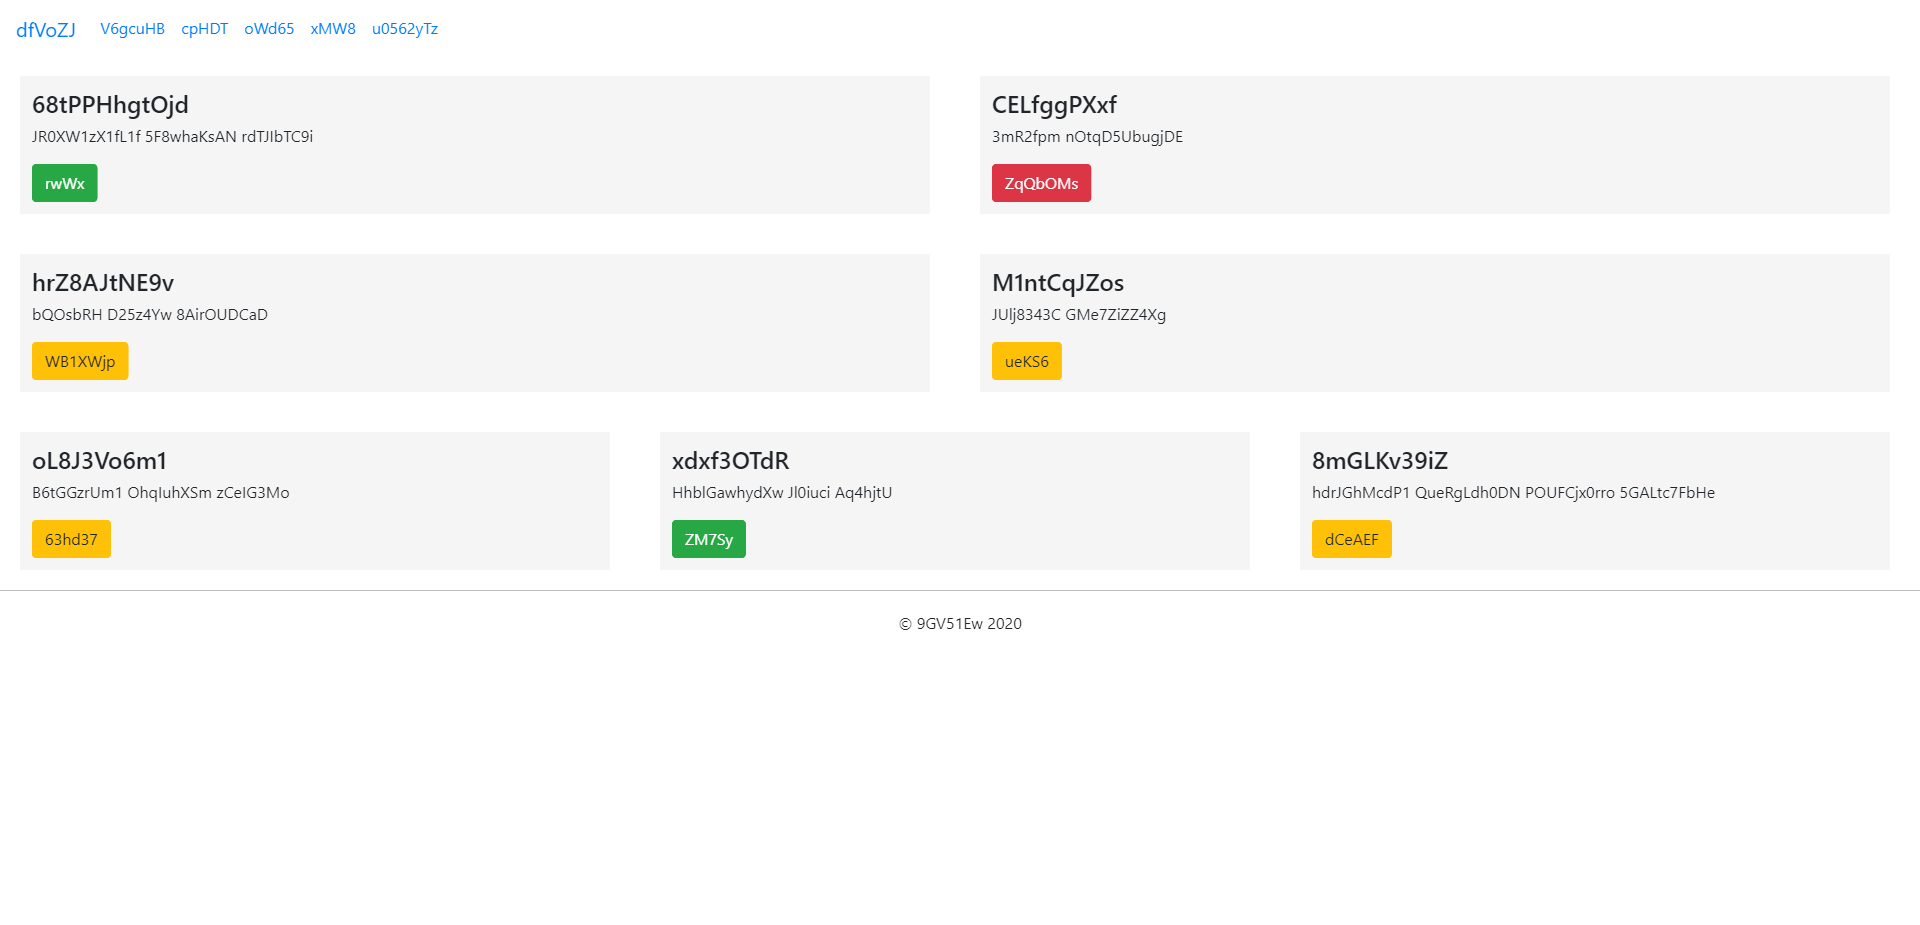 dfVoZJ V6gcuHB cpHDT oWd65 xMW8 u0562yTz
68tPPHhgtOjd
JR0XW1zX1fL1f 5F8whaKsAN rdTJIbTC9i
rwWx
CELfggPXxf
3mR2fpm nOtqD5UbugjDE
ZqQbOMs
hrZ8AJtNE9v
bQOsbRH D25z4Yw 8AirOUDCaD
WB1XWjp
M1ntCqJZos
JUlj8343C GMe7ZiZZ4Xg
ueKS6
oL8J3Vo6m1
B6tGGzrUm1 OhqIuhXSm zCeIG3Mo
63hd37
xdxf3OTdR
HhblGawhydXw Jl0iuci Aq4hjtU
ZM7Sy
8mGLKv39iZ
hdrJGhMcdP1 QueRgLdh0DN POUFCjx0rro 5GALtc7FbHe
dCeAEF
© 9GV51Ew 2020